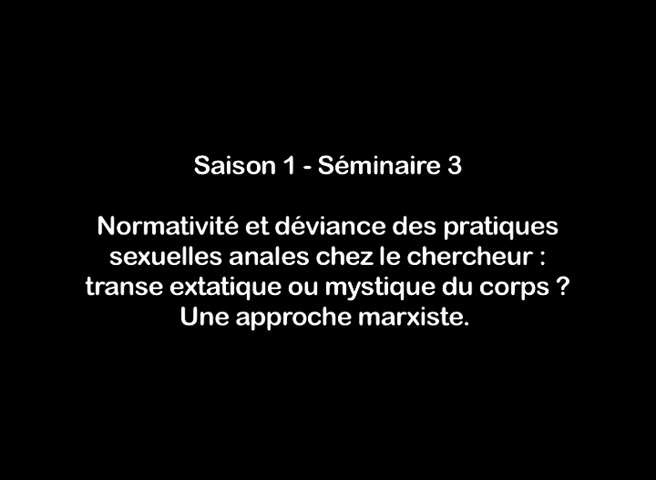 Saison 1 - Séminaire 3
Normativité et déviance des pratiques
sexuelles anales chez le chercheur :
transe extatique ou mystique du corps ?
Une approche marxiste.